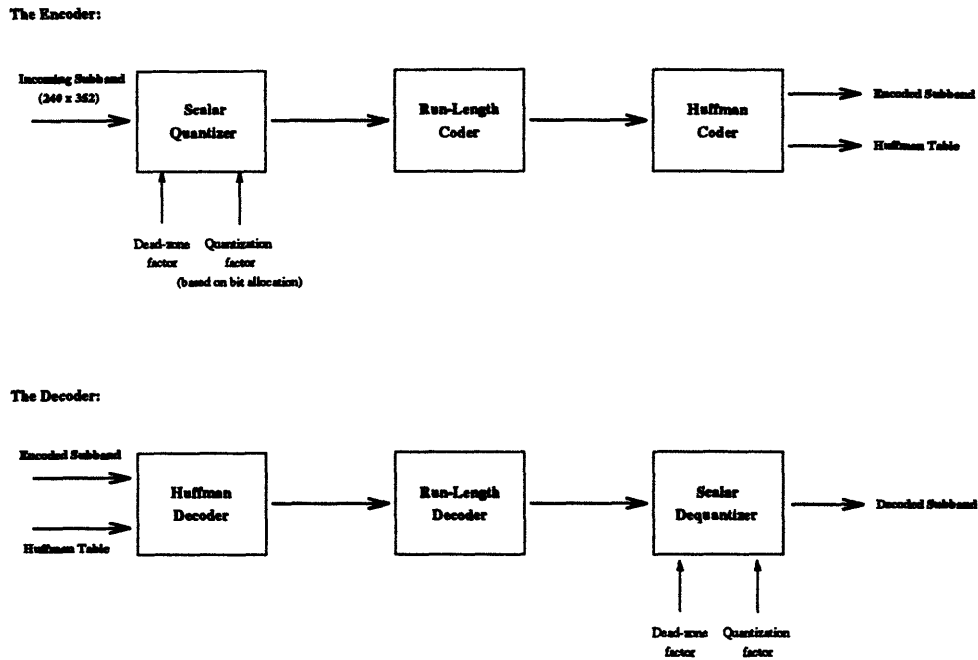 The Encoder:
Incoming Subband
(240 x 352)
Scalar
Quantizer
Run-Length
Coder
Huffman
Coder
Encoded Subband
Huffman Table
Dead-zone
factor
Quantization
factor
(based on bit allocation)
The Decoder:
Encoded Subband
Huffman Table
Huffman
Decoder
Run-Length
Decoder
Scalar
Dequantizer
Decoded Subband
Dead-zone
factor
Quantization
factor